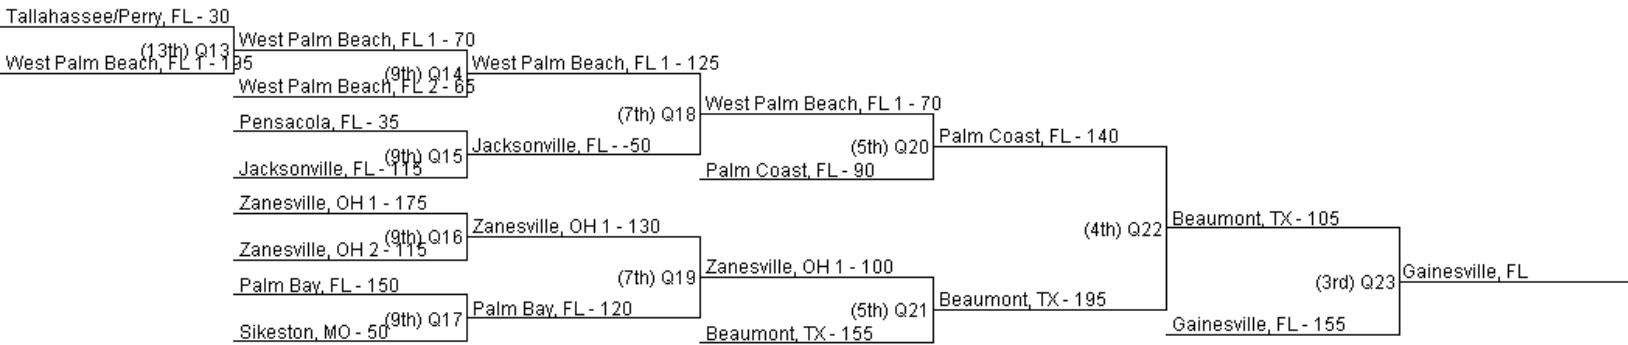 Tallahassee/Perry, FL - 30
(13th) Q13
West Palm Beach, FL 1 - 195
West Palm Beach, FL 1 - 70
(9th) Q14
West Palm Beach, FL 2 - 65
Pensacola, FL - 35
(9th) Q15
Jacksonville, FL - 115
Zanesville, OH 1 - 175
(9th) Q16
Zanesville, OH 2 - 115
Palm Bay, FL - 150
(9th) Q17
Sikeston, MO - 50
West Palm Beach, FL 1 - 125
(7th) Q18
Jacksonville, FL - -50
Zanesville, OH 1 - 130
(7th) Q19
Palm Bay, FL - 120
West Palm Beach, FL 1 - 70
(5th) Q20
Palm Coast, FL - 90
Zanesville, OH 1 - 100
(5th) Q21
Beaumont, TX - 155
Palm Coast, FL - 140
(4th) Q22
Beaumont, TX - 195
Beaumont, TX - 105
(3rd) Q23
Gainesville, FL - 155
Gainesville, FL